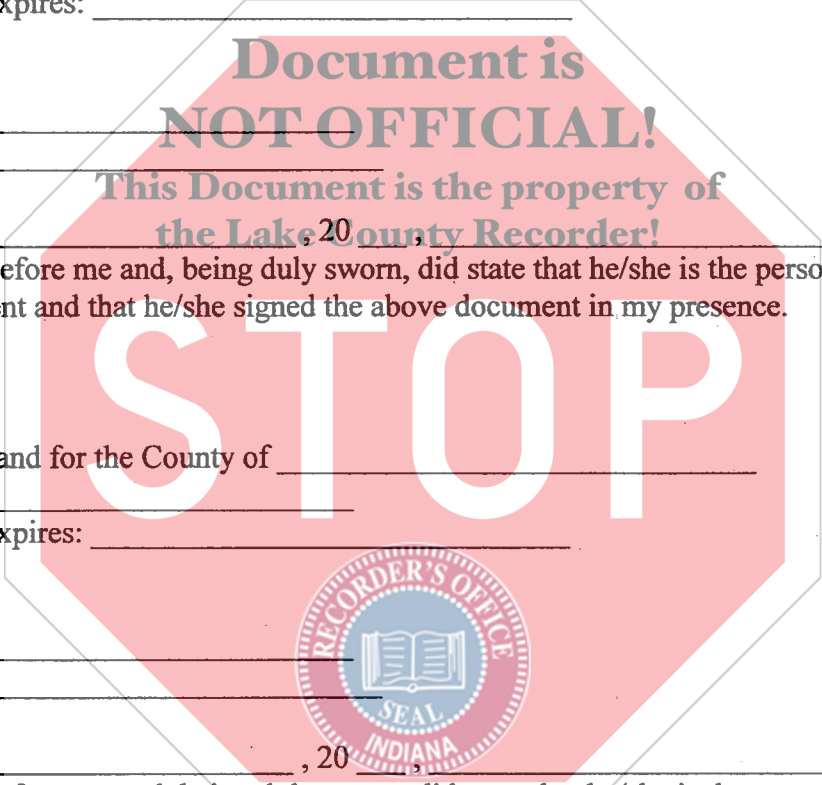 xpires:
Document is
NOT OFFICIAL!
This Document is the property of
the Lake County Recorder!
, 20 ,
efore me and, being duly sworn, did state that he/she is the perso
nt and that he/she signed the above document in my presence.
STOP
and for the County of
xpires:
RECORDER'S OFFICE
SEAL
INDIANA
, 20 ,